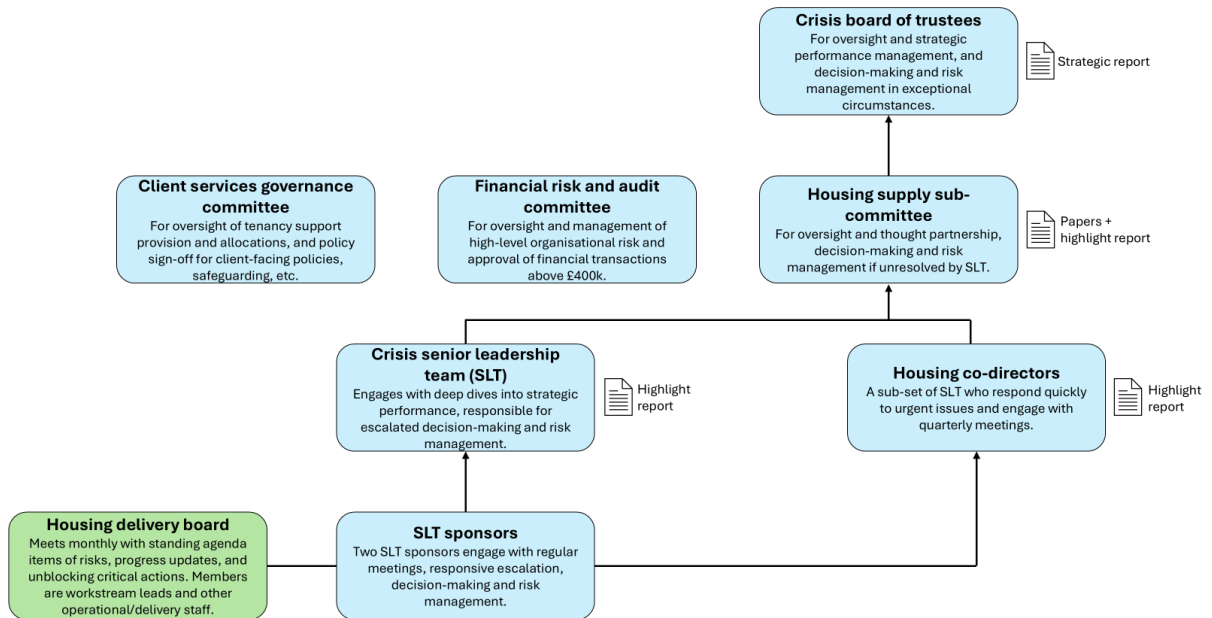 Crisis board of trustees
For oversight and strategic
performance management, and
decision-making and risk
management in exceptional
circumstances.
Strategic report
Client services governance
committee
For oversight of tenancy support
provision and allocations, and policy
sign-off for client-facing policies,
safeguarding, etc.
Financial risk and audit
committee
For oversight and management of
high-level organisational risk and
approval of financial transactions
above £400k.
Housing supply sub-
committee
For oversight and thought partnership,
decision-making and risk
management if unresolved by SLT.
Papers +
highlight report
Crisis senior leadership
team (SLT)
Engages with deep dives into strategic
performance, responsible for
escalated decision-making and risk
management.
Highlight
report
Housing co-directors
A sub-set of SLT who respond quickly
to urgent issues and engage with
quarterly meetings.
Highlight
report
Housing delivery board
Meets monthly with standing agenda
items of risks, progress updates, and
unblocking critical actions. Members
are workstream leads and other
operational/delivery staff.
SLT sponsors
Two SLT sponsors engage with regular
meetings, responsive escalation,
decision-making and risk
management.